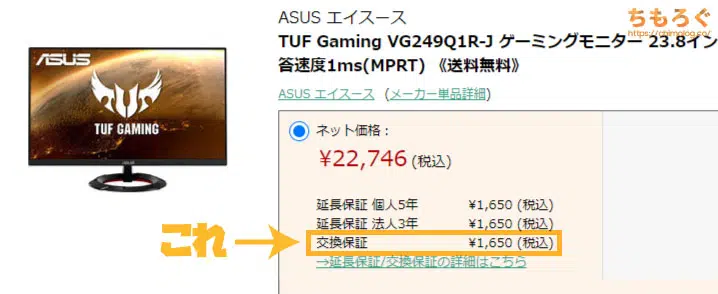 ちもろぐ
https://chimolog.co/
ASUS エイスース
TUF Gaming VG249Q1R-J ゲーミングモニター 23.8イン
答速度1ms(MPRT) 《送料無料》
ASUS エイスース (メーカー単品詳細)
ASUS
TUF GAMING
ネット価格：
¥22,746 (税込)
延長保証 個人5年 ¥1,650 (税込)
延長保証 法人3年 ¥1,650 (税込)
これ→ 交換保証 ¥1,650 (税込)
→延長保証/交換保証の詳細はこちら